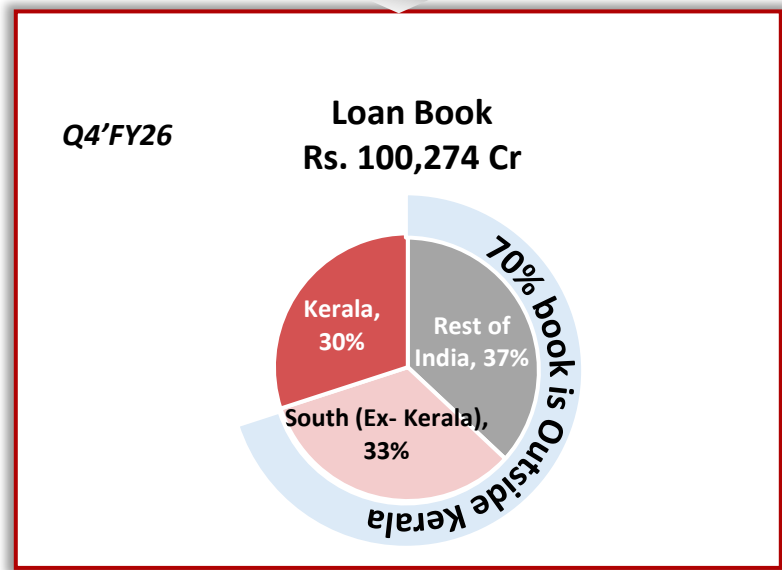 Q4’FY26
Loan Book
Rs. 100,274 Cr
Kerala,
30%
Rest of
India, 37%
South (Ex- Kerala),
33%
70% book is Outside Kerala